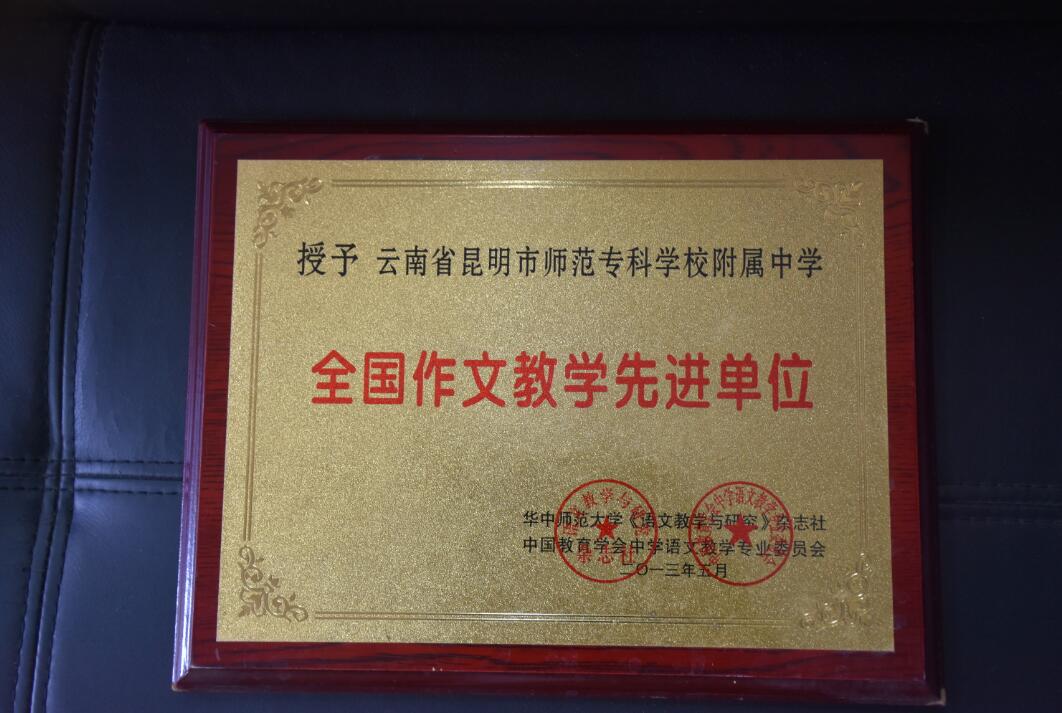 授予 云南省昆明市师范专科学校附属中学
全国作文教学先进单位
华中师范大学《语文教学与研究》杂志社
中国教育学会中学语文教学专业委员会
二〇一三年五月